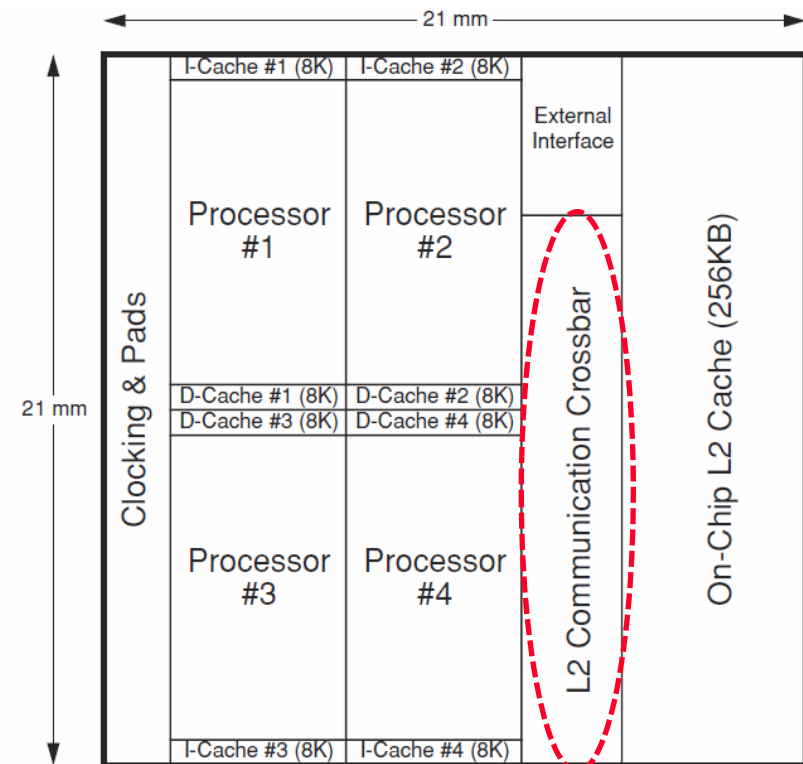 21 mm
I-Cache #1 (8K)
I-Cache #2 (8K)
External
Interface
Processor
#1
Processor
#2
Clocking & Pads
21 mm
D-Cache #1 (8K)
D-Cache #2 (8K)
D-Cache #3 (8K)
D-Cache #4 (8K)
L2 Communication Crossbar
On-Chip L2 Cache (256KB)
Processor
#3
Processor
#4
I-Cache #3 (8K)
I-Cache #4 (8K)